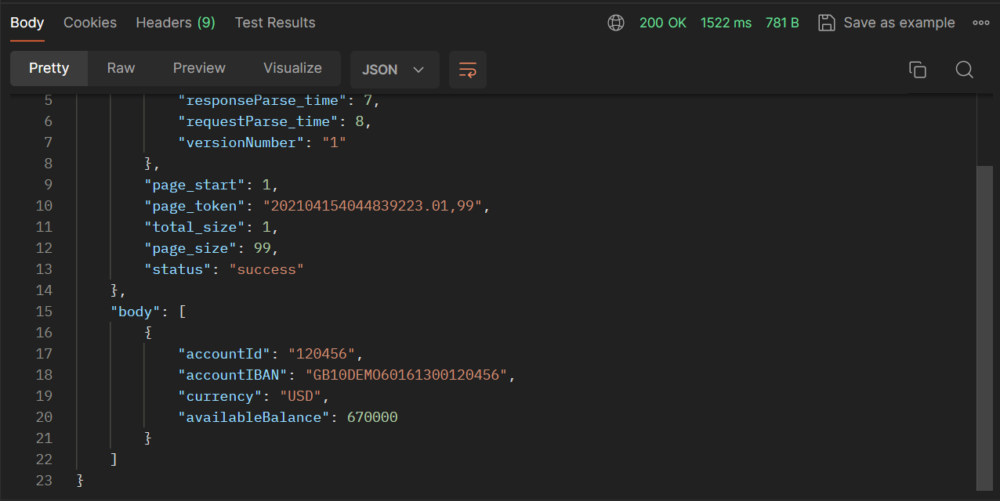 Body Cookies Headers (9) Test Results 200 OK 1522 ms 781 B Save as example
Pretty Raw Preview Visualize JSON
5 "responseParse_time": 7,
6 "requestParse_time": 8,
7 "versionNumber": "1"
8 },
9 "page_start": 1,
10 "page_token": "202104154044839223.01,99",
11 "total_size": 1,
12 "page_size": 99,
13 "status": "success"
14 },
15 "body": [
16 {
17 "accountId": "120456",
18 "accountIBAN": "GB10DEMO60161300120456",
19 "currency": "USD",
20 "availableBalance": 670000
21 }
22 ]
23 }